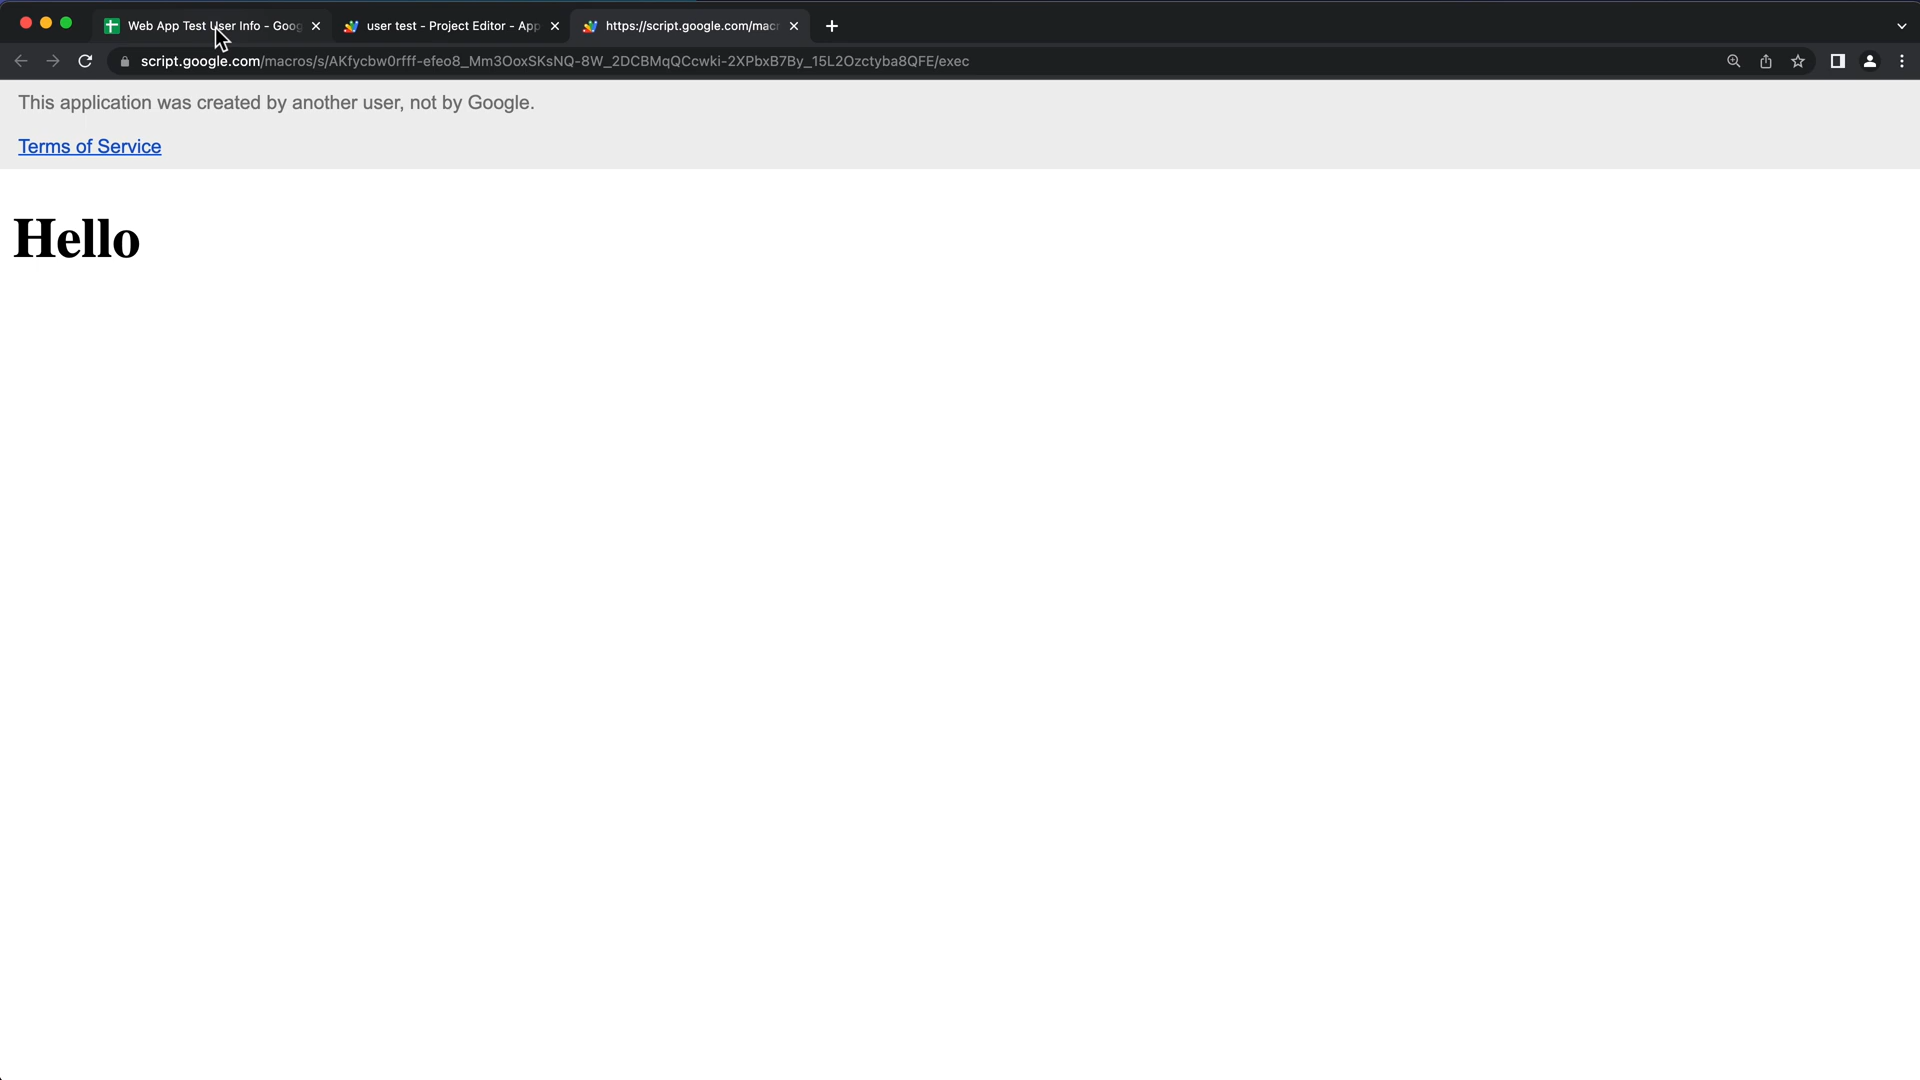 Web App Test User Info - Goog
user test - Project Editor - App
https://script.google.com/macr
script.google.com/macros/s/AKfycbw0rfff-efeo8_Mm3OoxSKsNQ-8W_2DCBMqQCcwki-2XPbxB7By_15L2Ozctyba8QFE/exec
This application was created by another user, not by Google.
Terms of Service
Hello